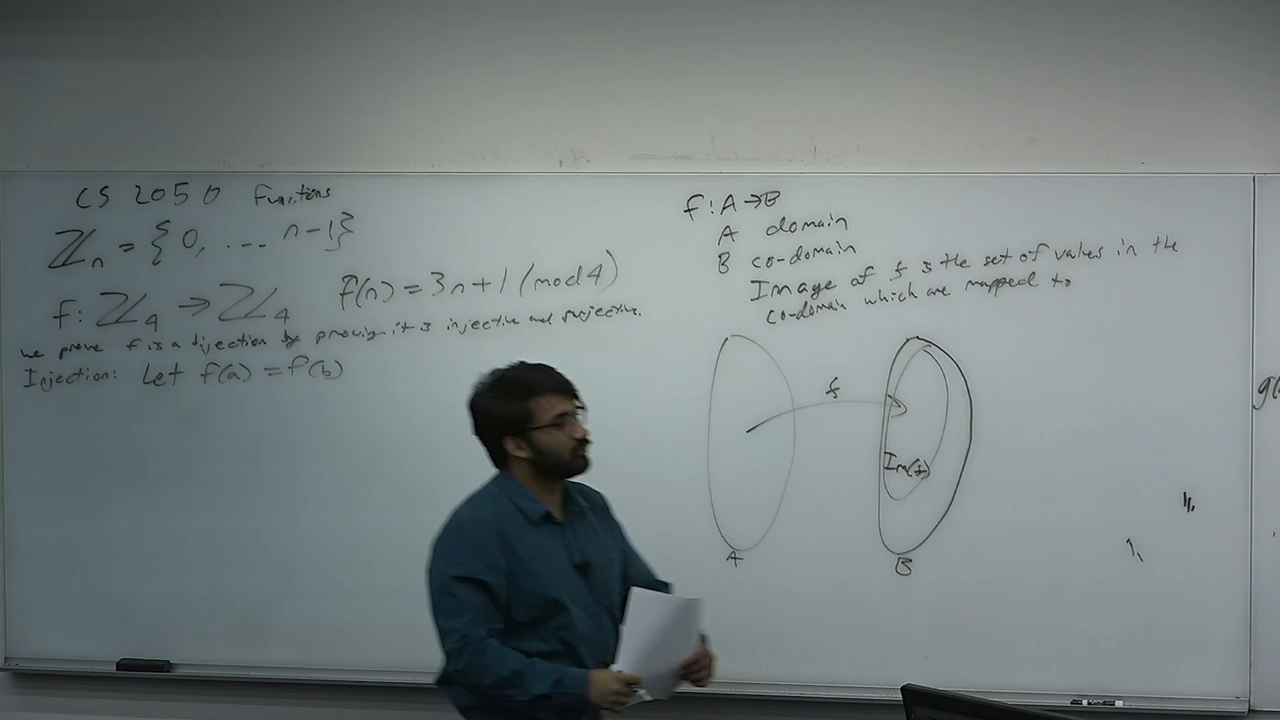 CS 2050 Functions
ℤₙ = {0, .... n-1}
f: ℤ₄ → ℤ₄ f(n) = 3n+1 (mod 4)
we prove f is a bijection by proving it is injective and surjective.
Injection: Let f(a) = f(b)
f: A → B
A domain
B co-domain
Image of f is the set of values in the
co-domain which are mapped to
f
Im(f)
A
B